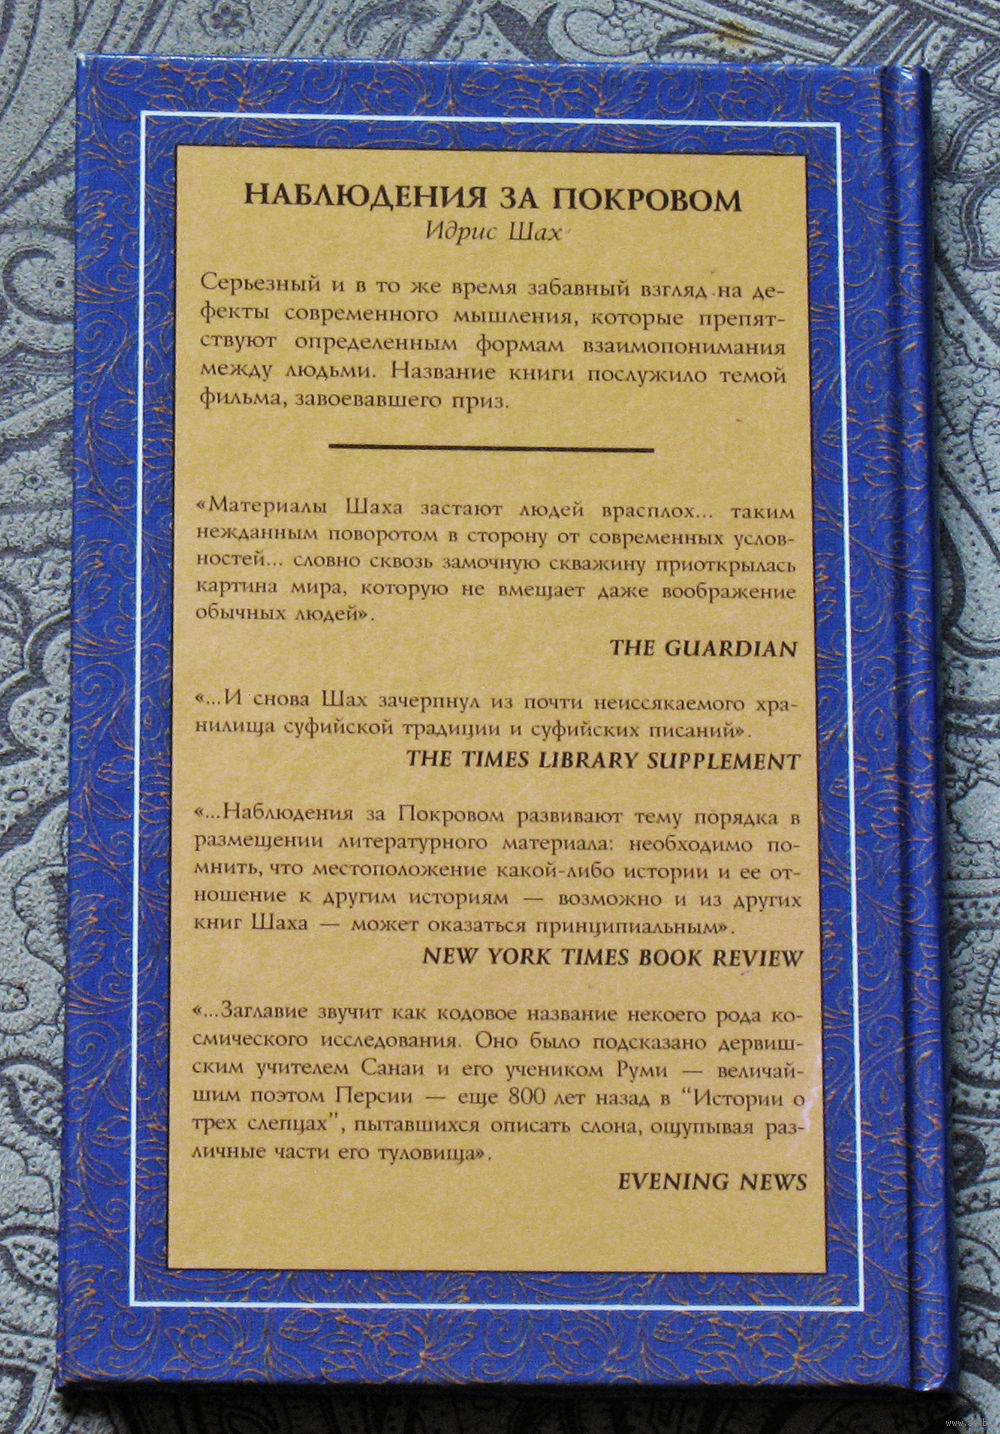 НАБЛЮДЕНИЯ ЗА ПОКРОВОМ
Идрис Шах
Серьезный и в то же время забавный взгляд на де-
фекты современного мышления, которые препят-
ствуют определенным формам взаимопонимания
между людьми. Название книги послужило темой
фильма, завоевавшего приз.
«Материалы Шаха застают людей врасплох... таким
нежданным поворотом в сторону от современных услов-
ностей... словно сквозь замочную скважину приоткрылась
картина мира, которую не вмещает даже воображение
обычных людей».
THE GUARDIAN
«...И снова Шах зачерпнул из почти неиссякаемого хра-
нилища суфийской традиции и суфийских писаний».
THE TIMES LIBRARY SUPPLEMENT
«...Наблюдения за Покровом развивают тему порядка в
размещении литературного материала: необходимо по-
мнить, что местоположение какой-либо истории и ее от-
ношение к другим историям — возможно и из других
книг Шаха — может оказаться принципиальным».
NEW YORK TIMES BOOK REVIEW
«...Заглавие звучит как кодовое название некоего рода ко-
смического исследования. Оно было подсказано дервиш-
ским учителем Санаи и его учеником Руми — величай-
шим поэтом Персии — еще 800 лет назад в “Истории о
трех слепцах”, пытавшихся описать слона, ощупывая раз-
личные части его туловища».
EVENING NEWS